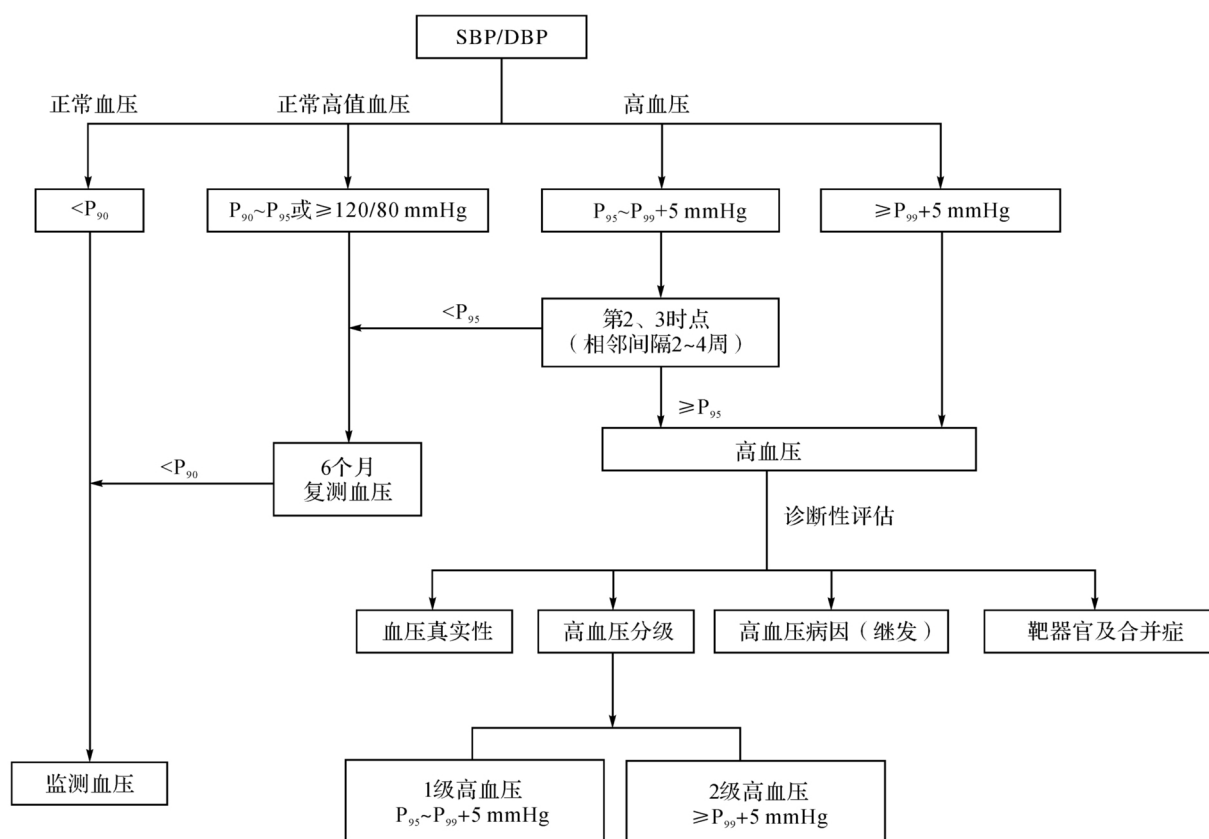 SBP/DBP
正常血压
正常高值血压
高血压
<P90
P90~P95或≥120/80 mmHg
P95~P99+5 mmHg
≥P99+5 mmHg
<P95
第2、3时点
（相邻间隔2~4周）
≥P95
高血压
<P90
6个月
复测血压
诊断性评估
血压真实性
高血压分级
高血压病因（继发）
靶器官及合并症
监测血压
1级高血压
P95~P99+5 mmHg
2级高血压
≥P99+5 mmHg